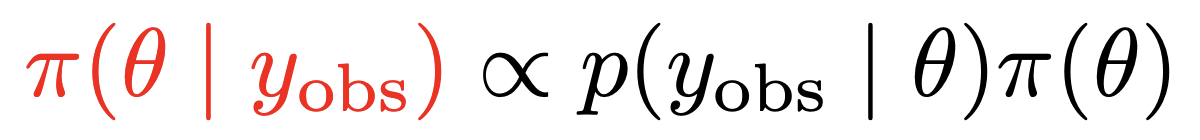 π(θ | y_obs) ∝ p(y_obs | θ)π(θ)